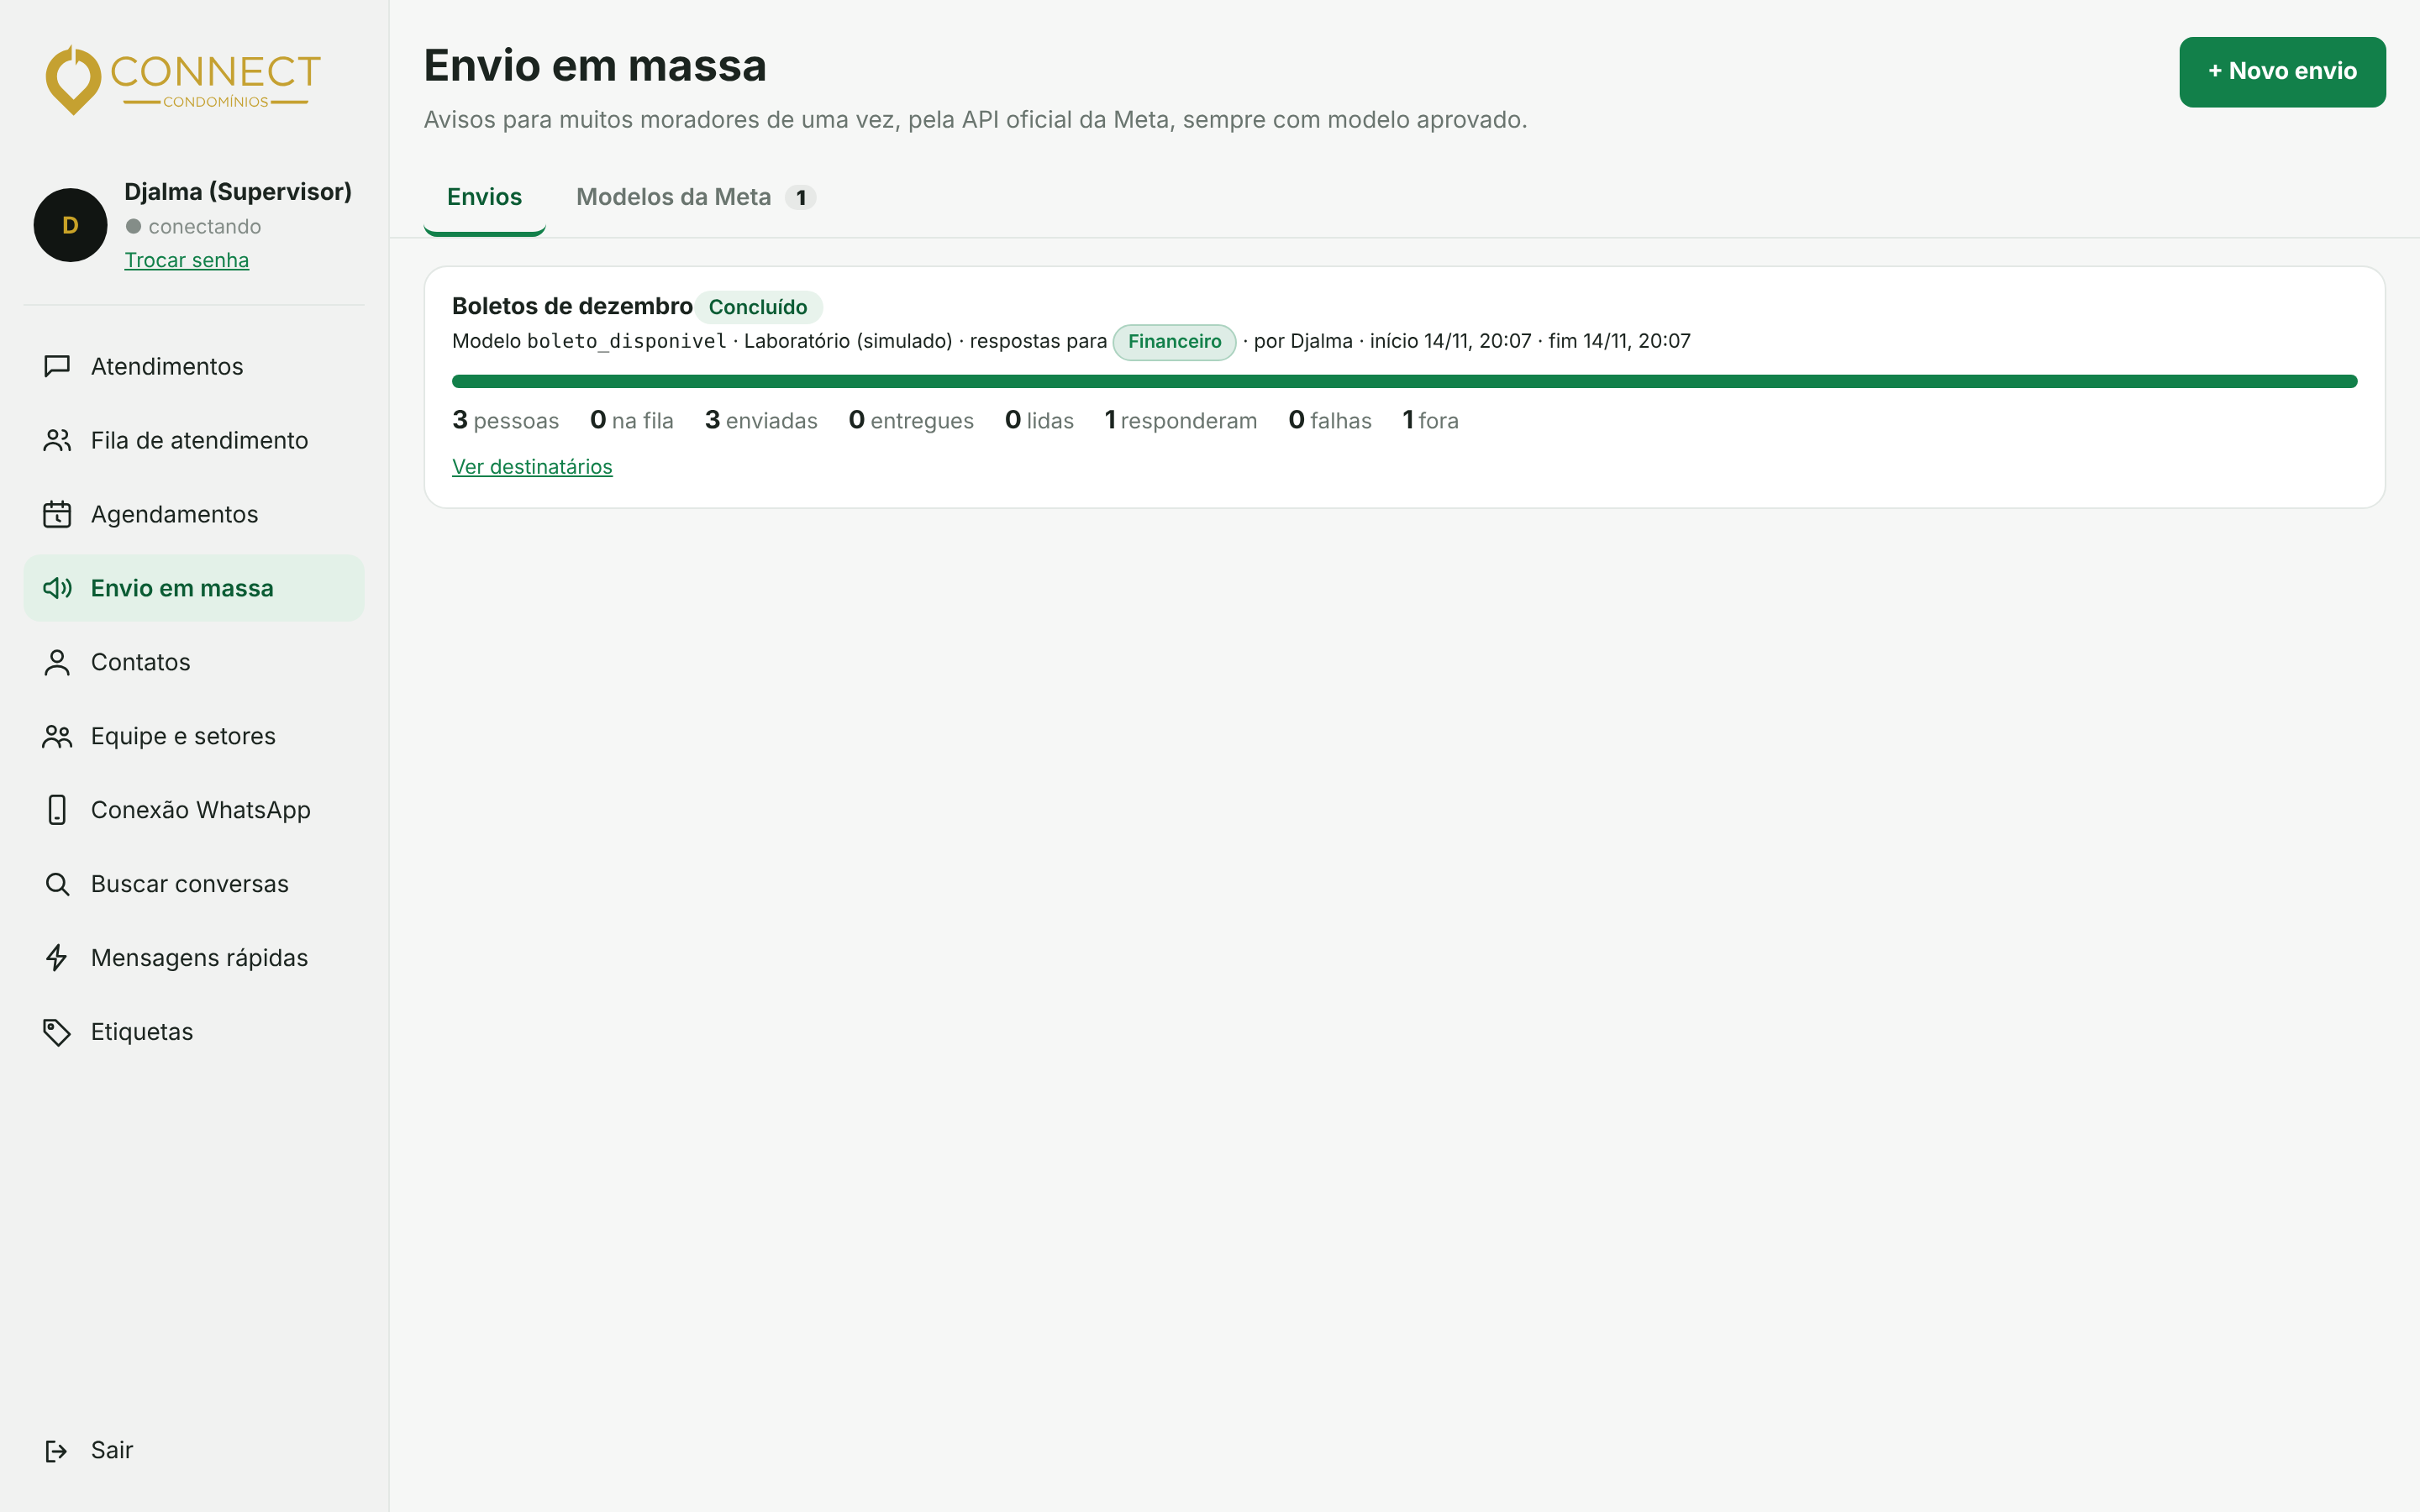 CONNECT
CONDOMÍNIOS
D
Djalma (Supervisor)
conectando
Trocar senha
Atendimentos
Fila de atendimento
Agendamentos
Envio em massa
Contatos
Equipe e setores
Conexão WhatsApp
Buscar conversas
Mensagens rápidas
Etiquetas
Sair
Envio em massa
+ Novo envio
Avisos para muitos moradores de uma vez, pela API oficial da Meta, sempre com modelo aprovado.
Envios Modelos da Meta 1
Boletos de dezembro Concluído
Modelo boleto_disponivel · Laboratório (simulado) · respostas para Financeiro · por Djalma · início 14/11, 20:07 · fim 14/11, 20:07
3 pessoas 0 na fila 3 enviadas 0 entregues 0 lidas 1 responderam 0 falhas 1 fora
Ver destinatários